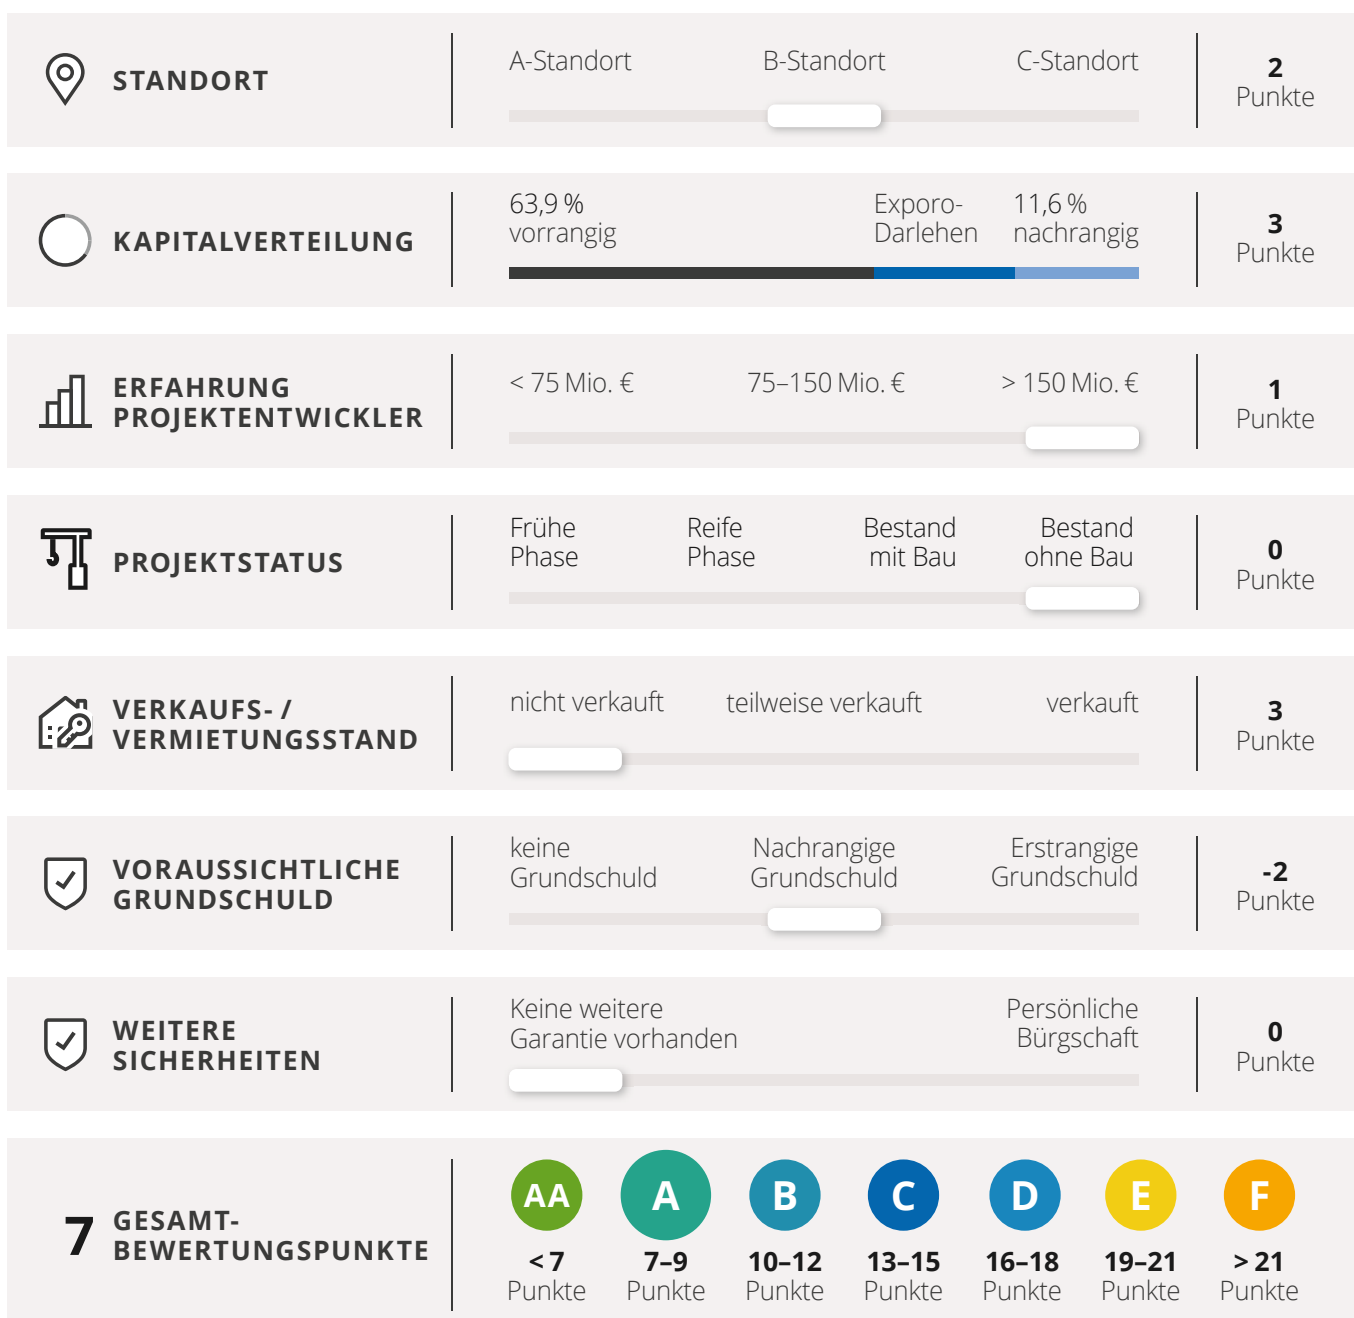 STANDORT
A-Standort
B-Standort
C-Standort
2
Punkte
KAPITALVERTEILUNG
63,9 %
vorrangig
Exporo-
Darlehen
11,6 %
nachrangig
3
Punkte
ERFAHRUNG
PROJEKTENTWICKLER
< 75 Mio. €
75–150 Mio. €
> 150 Mio. €
1
Punkte
PROJEKTSTATUS
Frühe
Phase
Reife
Phase
Bestand
mit Bau
Bestand
ohne Bau
0
Punkte
VERKAUFS- /
VERMIETUNGSSTAND
nicht verkauft
teilweise verkauft
verkauft
3
Punkte
VORAUSSICHTLICHE
GRUNDSCHULD
keine
Grundschuld
Nachrangige
Grundschuld
Erstrangige
Grundschuld
-2
Punkte
WEITERE
SICHERHEITEN
Keine weitere
Garantie vorhanden
Persönliche
Bürgschaft
0
Punkte
7
GESAMT-
BEWERTUNGSPUNKTE
AA
< 7
Punkte
A
7–9
Punkte
B
10–12
Punkte
C
13–15
Punkte
D
16–18
Punkte
E
19–21
Punkte
F
> 21
Punkte